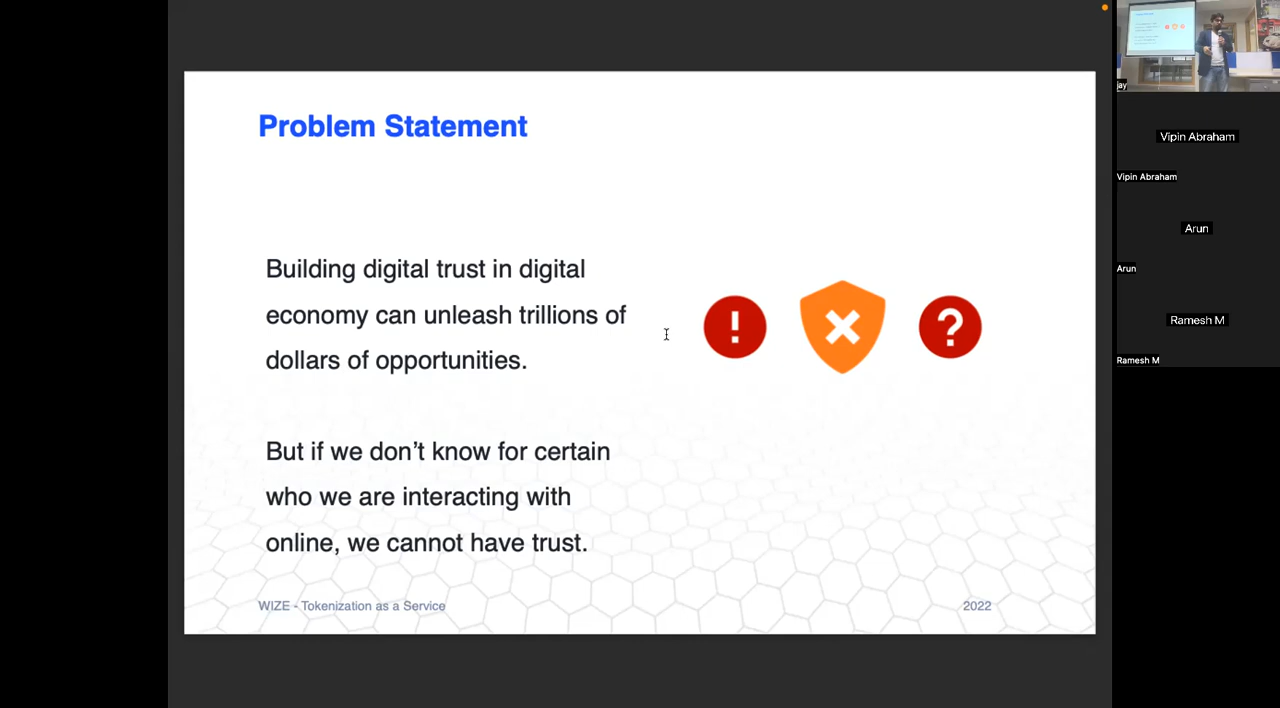 Problem Statement
Building digital trust in digital
economy can unleash trillions of
dollars of opportunities.
But if we don’t know for certain
who we are interacting with
online, we cannot have trust.
WIZE - Tokenization as a Service
2022
jay
Vipin Abraham
Vipin Abraham
Arun
Arun
Ramesh M
Ramesh M